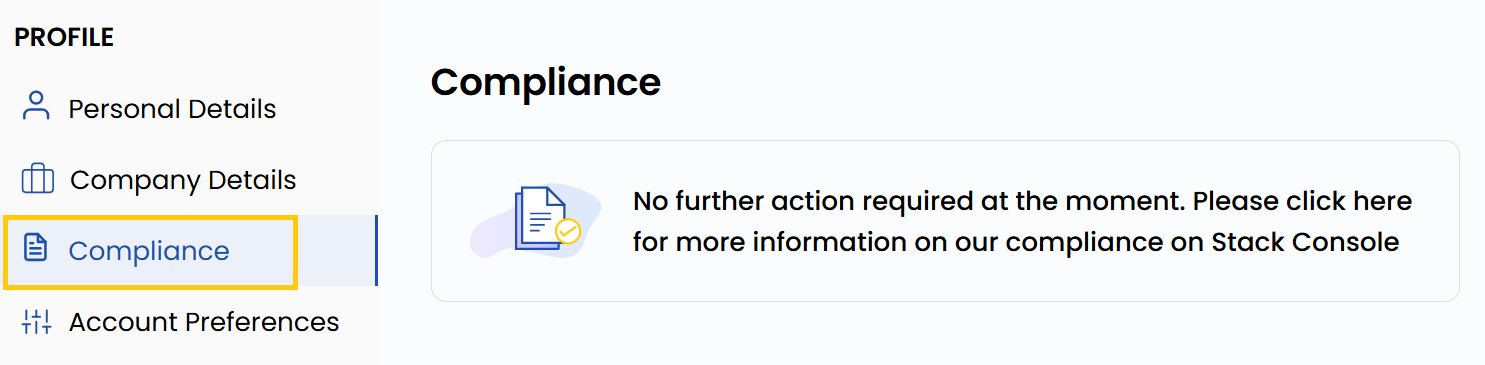 PROFILE
Personal Details
Company Details
Compliance
Account Preferences
Compliance
No further action required at the moment. Please click here
for more information on our compliance on Stack Console